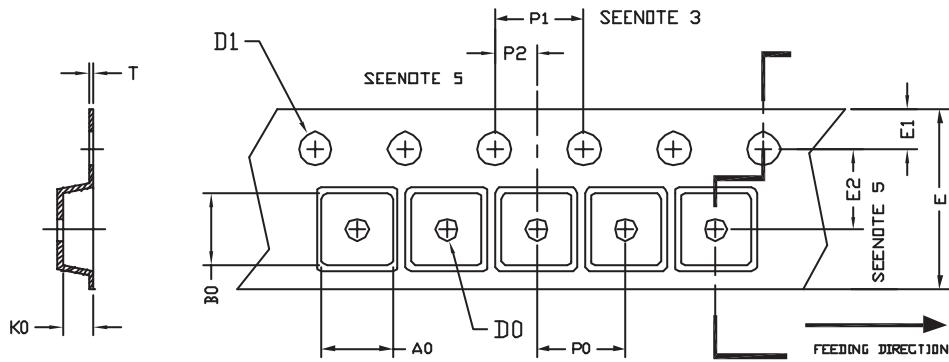 P1
SEENOTE 3
D1
P2
T
SEENOTE 5
E1
E2
E
SEENOTE 5
B0
K0
A0
D0
P0
FEEDING DIRECTION